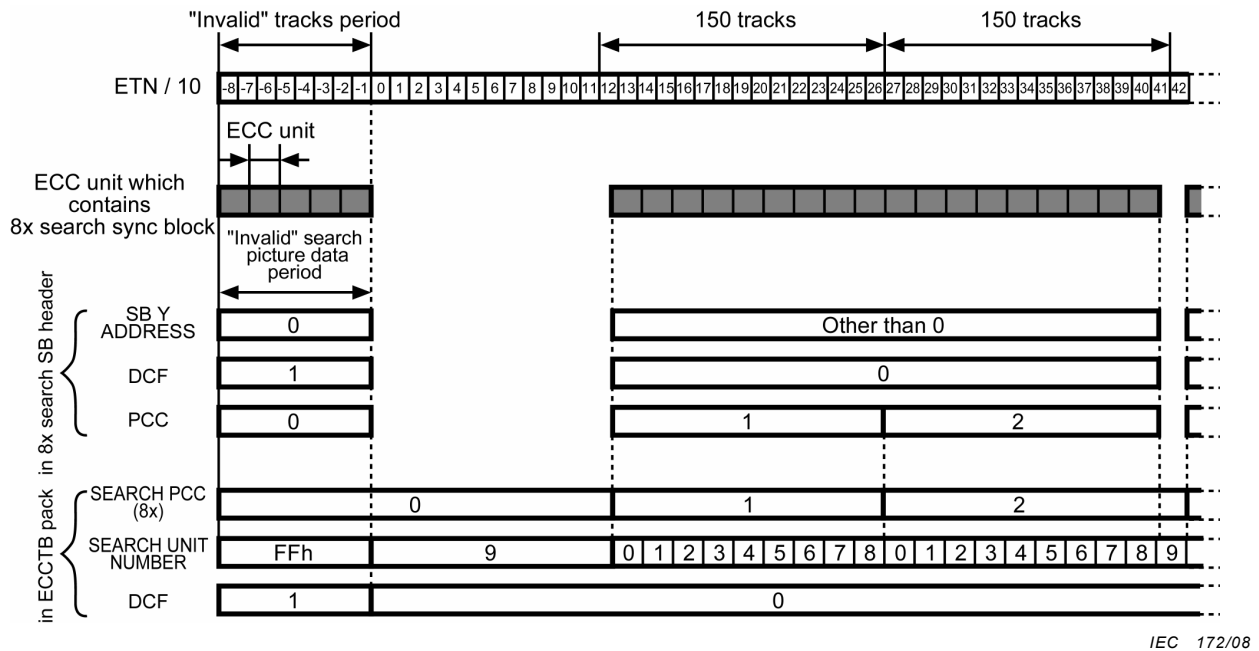 "Invalid" tracks period 150 tracks 150 tracks
ETN / 10 -8 -7 -6 -5 -4 -3 -2 -1 0 1 2 3 4 5 6 7 8 9 10 11 12 13 14 15 16 17 18 19 20 21 22 23 24 25 26 27 28 29 30 31 32 33 34 35 36 37 38 39 40 41 42
ECC unit
ECC unit which
contains
8x search sync block
"Invalid" search
picture data
period
in 8x search SB header
SB Y
ADDRESS
0 Other than 0
DCF 1 0
PCC 0 1 2
in ECCTB pack
SEARCH PCC
(8x)
0 1 2
SEARCH UNIT
NUMBER
FFh 9 0 1 2 3 4 5 6 7 8 0 1 2 3 4 5 6 7 8 9
DCF 1 0
IEC 172/08